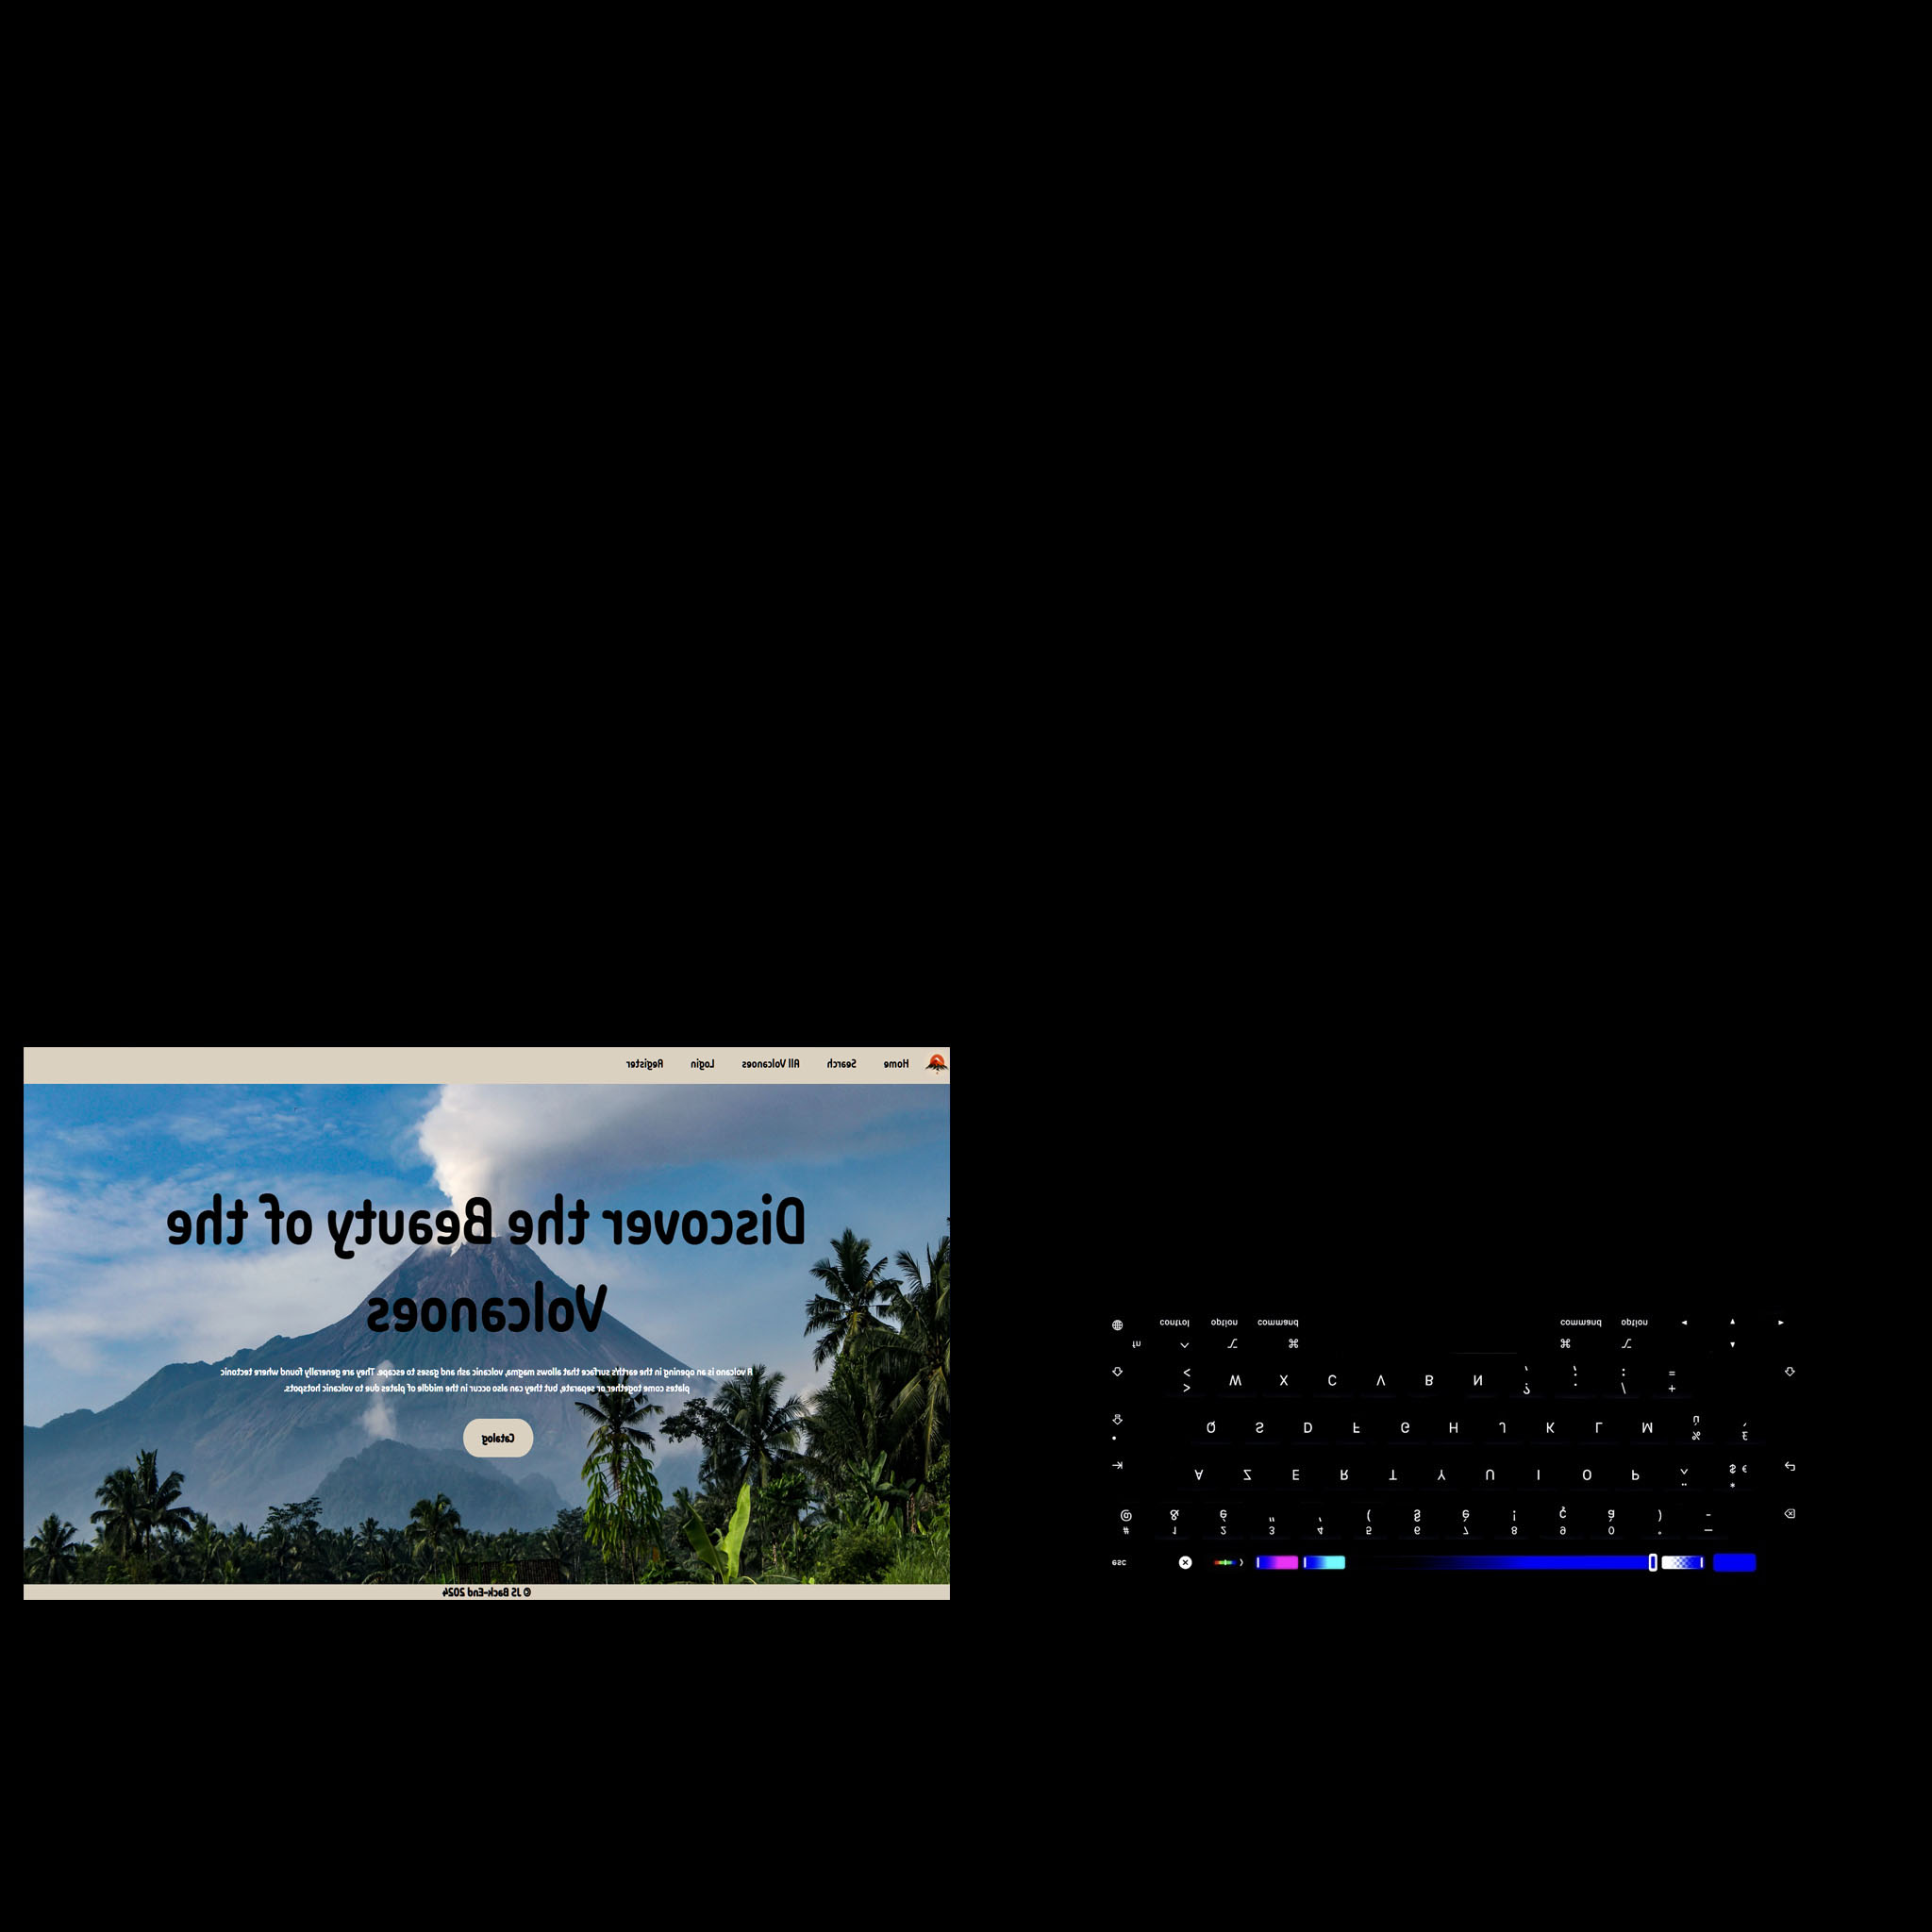 Home Search All Volcanoes Login Register
Discover the Beauty of the
Volcanoes
A volcano is an opening in the earth's surface that allows magma, volcanic ash and gases to escape. They are generally found where tectonic
plates come together or separate, but they can also occur in the middle of plates due to volcanic hotspots.
Catalog
© JS Back-End 2024
esc
# 1 2 3 4 5 6 7 8 9 0 ° _
@ & é " ' ( § è ! ç à ) -
¨ *
A Z E R T Y U I O P ^ $ €
% £
Q S D F G H J K L M ù `
> ? . / +
< W X C V B N , ; : =
fn ⌃ ⌥ ⌘ ⌘ ⌥
control option command command option